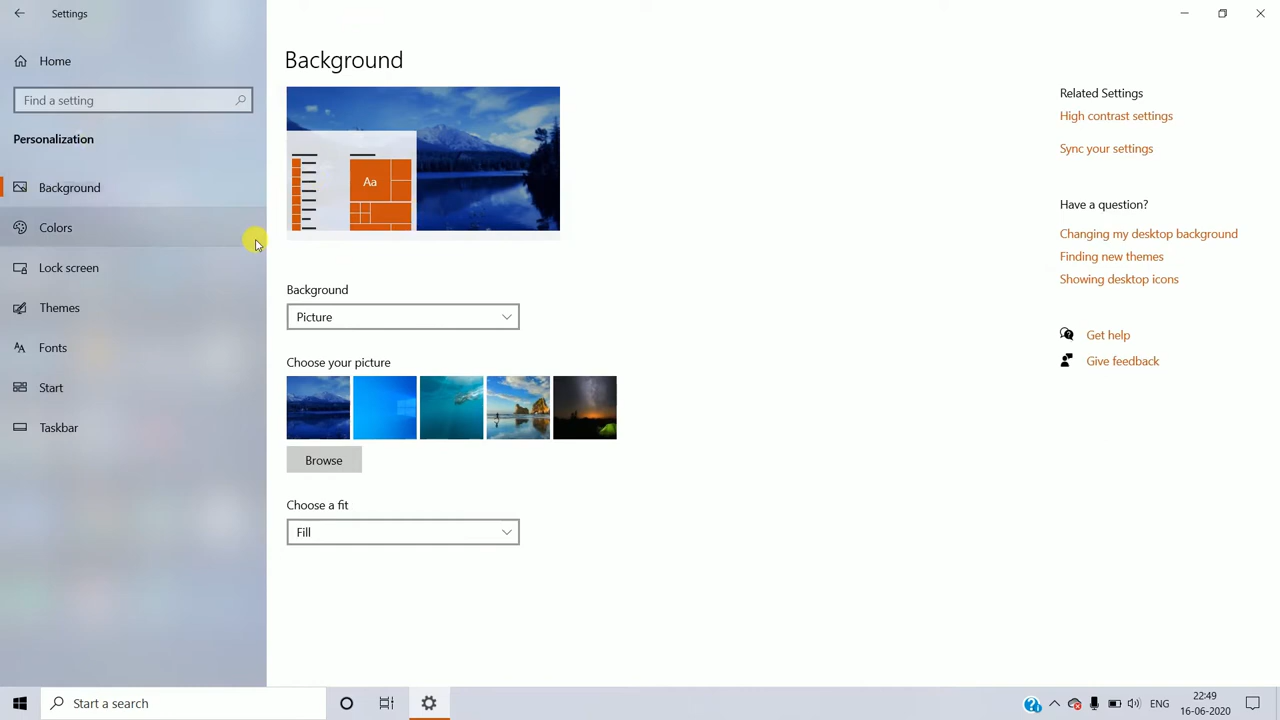 Settings
Home
Find a setting
Personalization
Background
Colors
Lock screen
Themes
Fonts
Start
Taskbar
Background
Aa
Background
Picture
Choose your picture
Browse
Choose a fit
Fill
Related Settings
High contrast settings
Sync your settings
Have a question?
Changing my desktop background
Finding new themes
Showing desktop icons
Get help
Give feedback
Start a search
ENG
22:49
16-06-2020